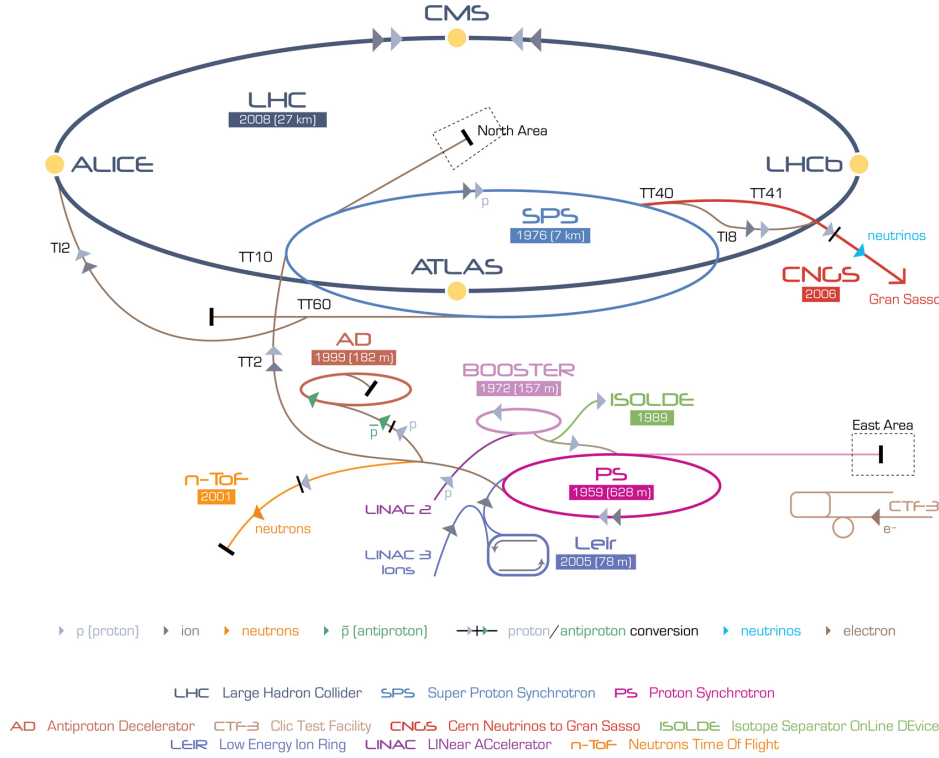 CMS
LHC
2008 (27 km)
North Area
ALICE
LHCb
TT40
TT41
SPS
1976 (7 km)
p
TI2
TI8
neutrinos
TT10
ATLAS
CNGS
2006
Gran Sasso
TT60
AD
1999 (182 m)
TT2
BOOSTER
1972 (157 m)
ISOLDE
1989
p
p̄
East Area
n-ToF
2001
PS
1959 (628 m)
p
LINAC 2
neutrons
CTF-3
e-
LINAC 3
Ions
Leir
2005 (78 m)
p (proton) ion neutrons p̄ (antiproton) proton/antiproton conversion neutrinos electron
LHC Large Hadron Collider SPS Super Proton Synchrotron PS Proton Synchrotron
AD Antiproton Decelerator CTF-3 Clic Test Facility CNGS Cern Neutrinos to Gran Sasso ISOLDE Isotope Separator OnLine DEvice
LEIR Low Energy Ion Ring LINAC LINear ACcelerator n-ToF Neutrons Time Of Flight